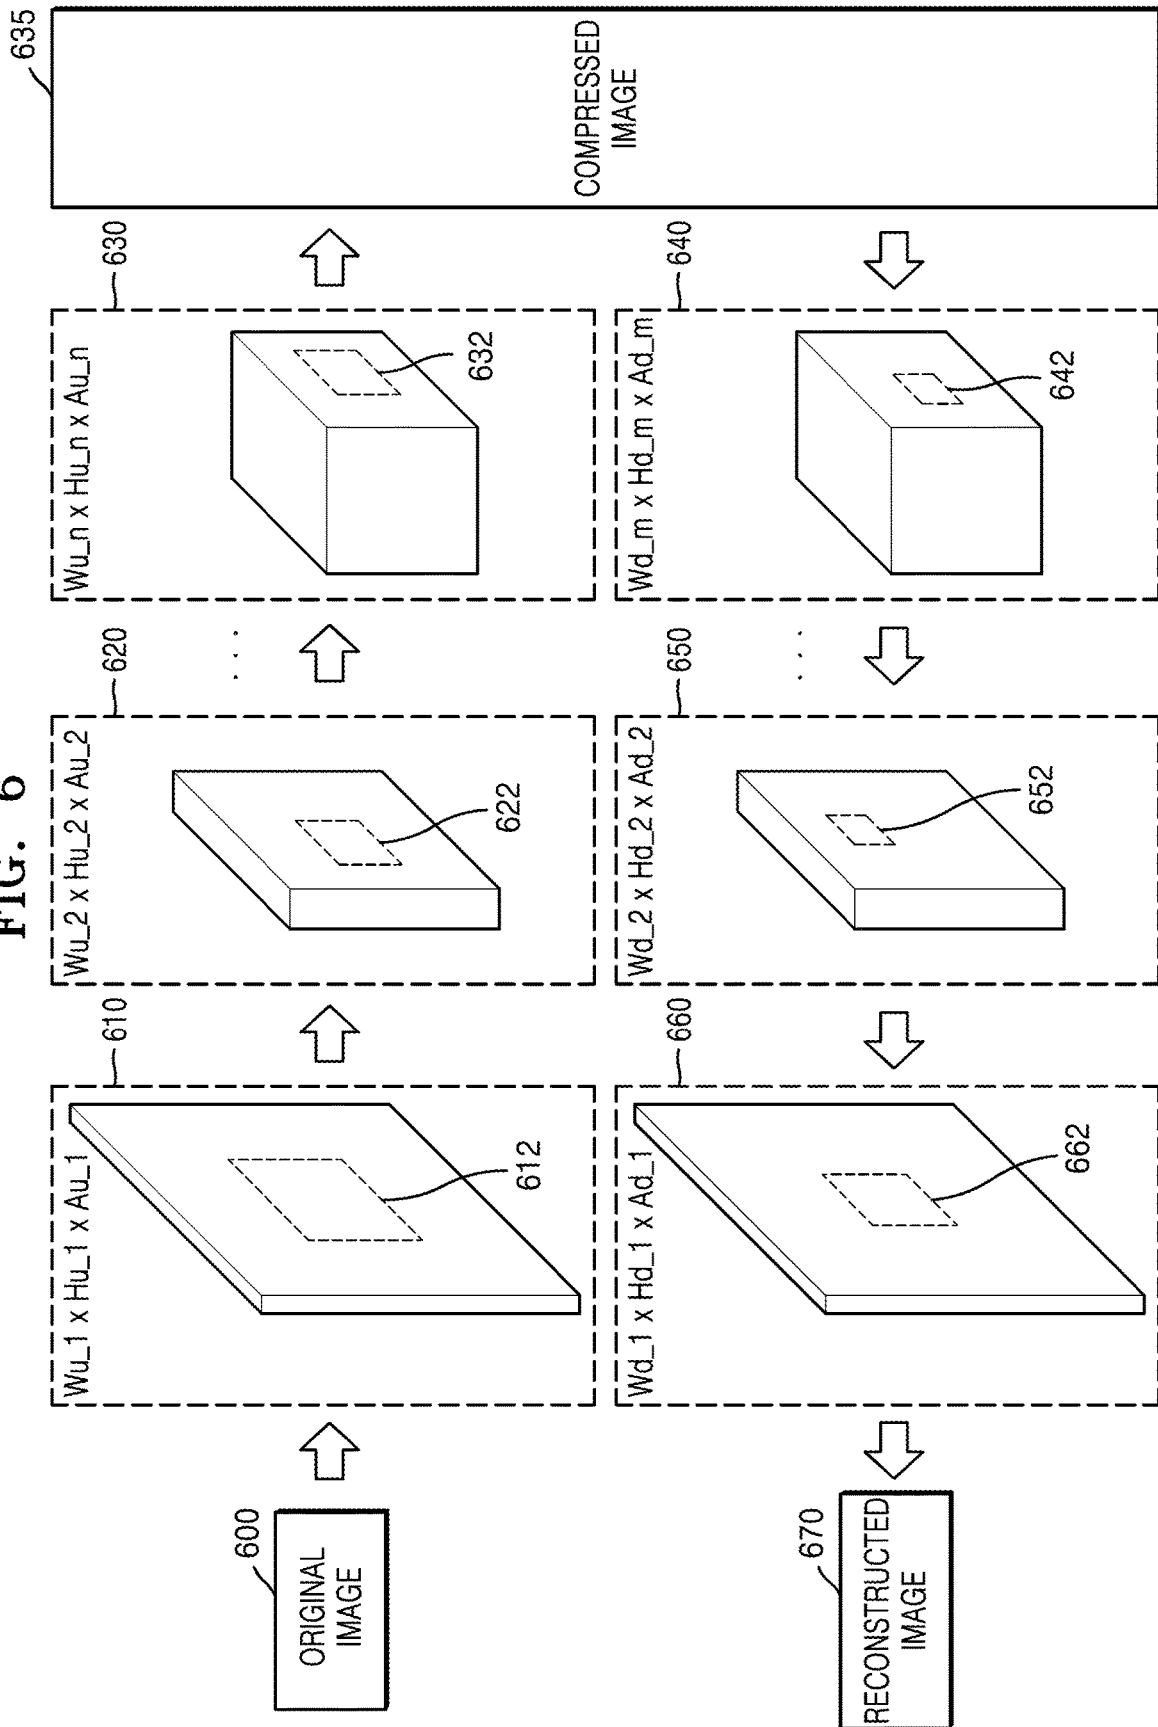 FIG. 6
600
ORIGINAL
IMAGE
610
Wu_1 x Hu_1 x Au_1
612
620
Wu_2 x Hu_2 x Au_2
622
. . .
630
Wu_n x Hu_n x Au_n
632
635
COMPRESSED
IMAGE
640
Wd_m x Hd_m x Ad_m
642
. . .
650
Wd_2 x Hd_2 x Ad_2
652
660
Wd_1 x Hd_1 x Ad_1
662
670
RECONSTRUCTED
IMAGE